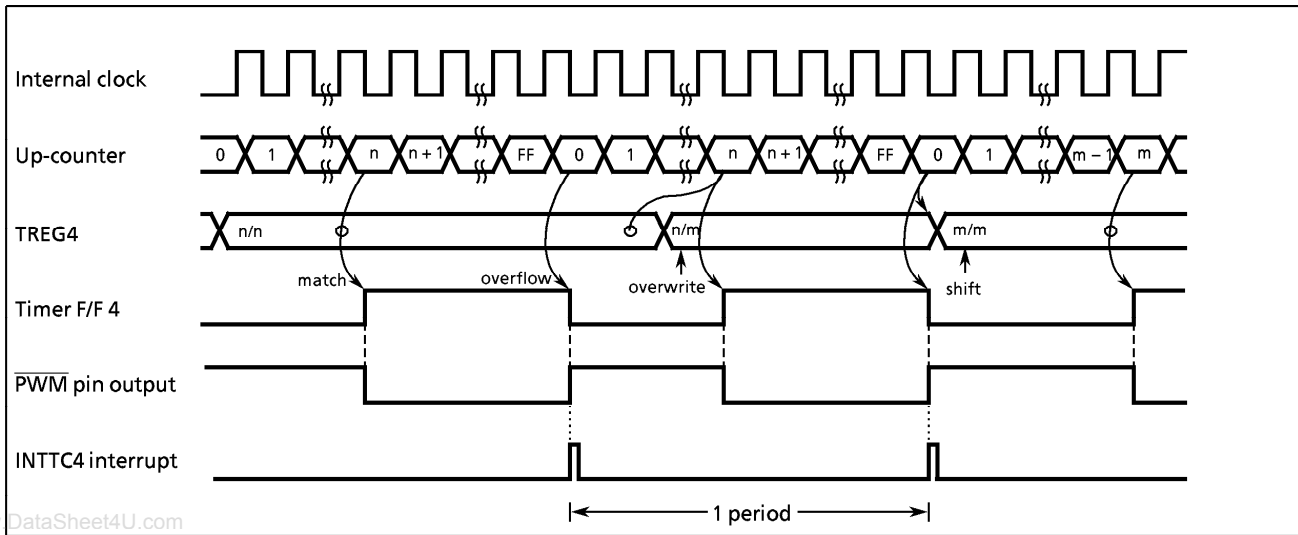 Internal clock
Up-counter 0 1 n n + 1 FF 0 1 n n + 1 FF 0 1 m – 1 m
TREG4 n/n n/m m/m
match overflow overwrite shift
Timer F/F 4
PWM pin output
INTTC4 interrupt
1 period
DataSheet4U.com